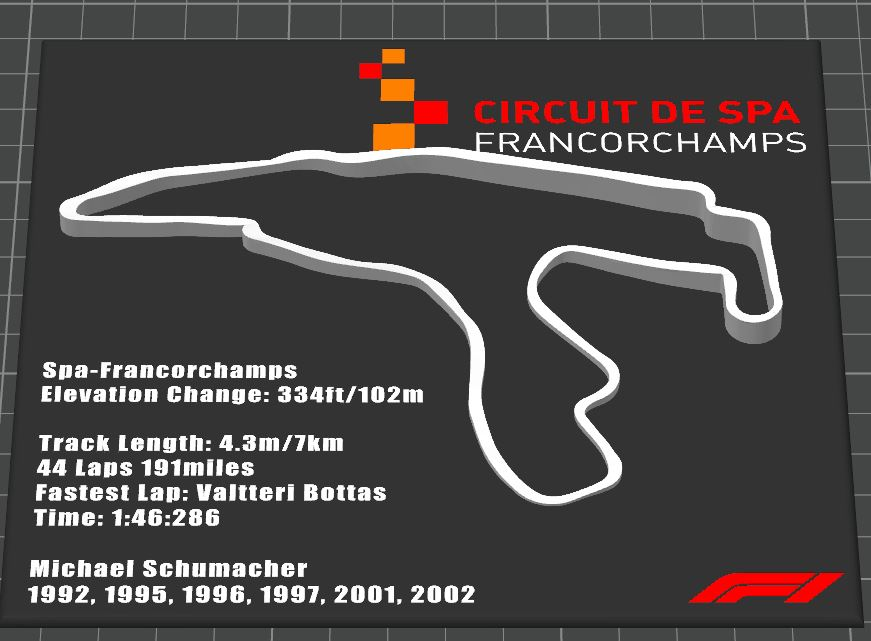 CIRCUIT DE SPA
FRANCORCHAMPS
Spa-Francorchamps
Elevation Change: 334ft/102m
Track Length: 4.3m/7km
44 Laps 191miles
Fastest Lap: Valtteri Bottas
Time: 1:46:286
Michael Schumacher
1992, 1995, 1996, 1997, 2001, 2002
F1